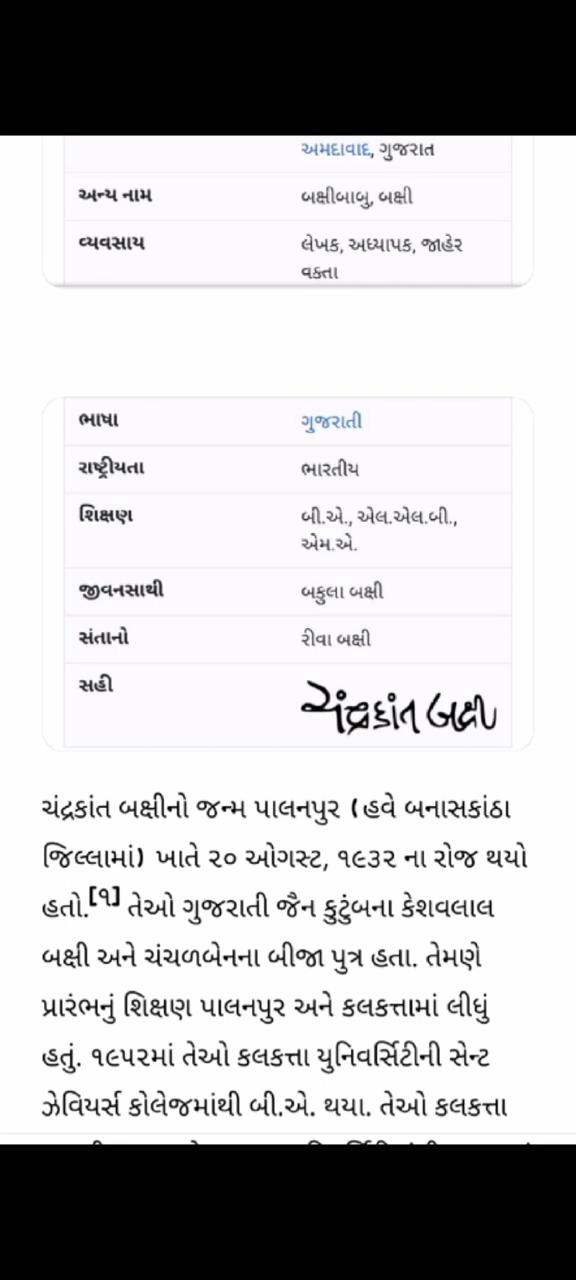 અમદાવાદ, ગુજરાત
અન્ય નામ બક્ષીબાબુ, બક્ષી
વ્યવસાય લેખક, અધ્યાપક, જાહેર
વક્તા
ભાષા ગુજરાતી
રાષ્ટ્રીયતા ભારતીય
શિક્ષણ બી.એ., એલ.એલ.બી.,
એમ.એ.
જીવનસાથી બકુલા બક્ષી
સંતાનો રીવા બક્ષી
સહી ચંદ્રકાંત બક્ષી
ચંદ્રકાંત બક્ષીનો જન્મ પાલનપુર (હવે બનાસકાંઠા
જિલ્લામાં) ખાતે ૨૦ ઓગસ્ટ, ૧૯૩૨ ના રોજ થયો
હતો.[૧] તેઓ ગુજરાતી જૈન કુટુંબના કેશવલાલ
બક્ષી અને ચંચળબેનના બીજા પુત્ર હતા. તેમણે
પ્રારંભનું શિક્ષણ પાલનપુર અને કલકત્તામાં લીધું
હતું. ૧૯૫૨માં તેઓ કલકત્તા યુનિવર્સિટીની સેન્ટ
ઝેવિયર્સ કોલેજમાંથી બી.એ. થયા. તેઓ કલકત્તા